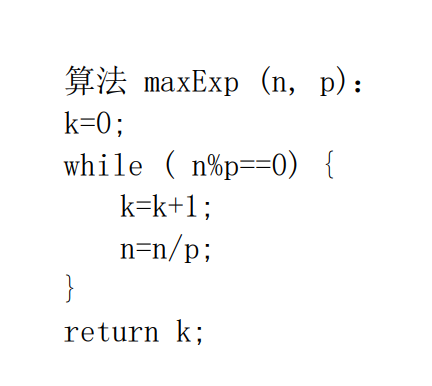 算法 maxExp (n, p)：
k=0;
while ( n%p==0) {
k=k+1;
n=n/p;
}
return k;